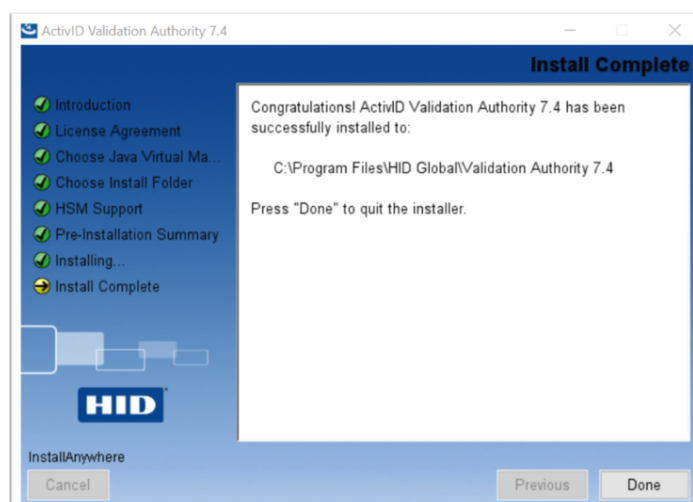 ActivID Validation Authority 7.4
Install Complete
Introduction
License Agreement
Choose Java Virtual Ma...
Choose Install Folder
HSM Support
Pre-Installation Summary
Installing...
Install Complete
Congratulations! ActivID Validation Authority 7.4 has been
successfully installed to:
C:\Program Files\HID Global\Validation Authority 7.4
Press "Done" to quit the installer.
HID
InstallAnywhere
Cancel
Previous
Done